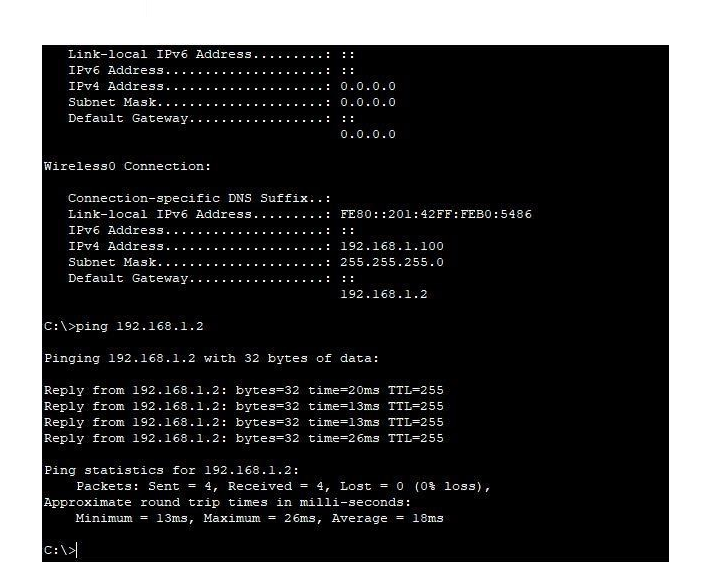 Link-local IPv6 Address.........: ::
IPv6 Address....................: ::
IPv4 Address....................: 0.0.0.0
Subnet Mask.....................: 0.0.0.0
Default Gateway.................: ::
0.0.0.0
Wireless0 Connection:
Connection-specific DNS Suffix..:
Link-local IPv6 Address.........: FE80::201:42FF:FEB0:5486
IPv6 Address....................: ::
IPv4 Address....................: 192.168.1.100
Subnet Mask.....................: 255.255.255.0
Default Gateway.................: ::
192.168.1.2
C:\>ping 192.168.1.2
Pinging 192.168.1.2 with 32 bytes of data:
Reply from 192.168.1.2: bytes=32 time=20ms TTL=255
Reply from 192.168.1.2: bytes=32 time=13ms TTL=255
Reply from 192.168.1.2: bytes=32 time=13ms TTL=255
Reply from 192.168.1.2: bytes=32 time=26ms TTL=255
Ping statistics for 192.168.1.2:
Packets: Sent = 4, Received = 4, Lost = 0 (0% loss),
Approximate round trip times in milli-seconds:
Minimum = 13ms, Maximum = 26ms, Average = 18ms
C:\>